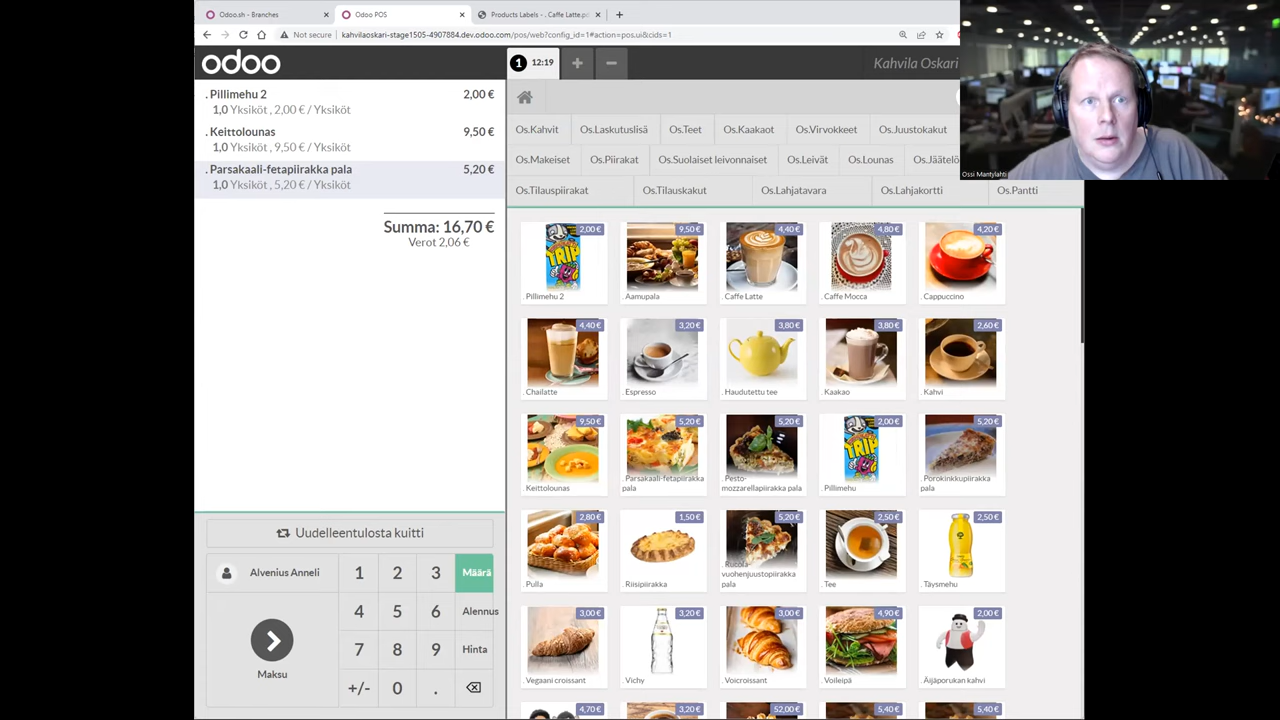 Odoo.sh - Branches
Odoo POS
Products Labels - . Caffe Latte.pd
Not secure
kahvilaoskari-stage1505-4907884.dev.odoo.com/pos/web?config_id=1#action=pos.ui&cids=1
odoo
1 12:19
Kahvila Oskari
. Pillimehu 2 2,00 €
. 1,0 Yksiköt , 2,00 € / Yksiköt
. Keittolounas 9,50 €
. 1,0 Yksiköt , 9,50 € / Yksiköt
. Parsakaali-fetapiirakka pala 5,20 €
. 1,0 Yksiköt , 5,20 € / Yksiköt
Summa: 16,70 €
Verot 2,06 €
Uudelleentulosta kuitti
Alvenius Anneli
Maksu
1 2 3 Määrä
4 5 6 Alennus
7 8 9 Hinta
+/- 0 .
Ossi Mantylahti
Os.Kahvit Os.Laskutuslisä Os.Teet Os.Kaakaot Os.Virvokkeet Os.Juustokakut
Os.Makeiset Os.Piirakat Os.Suolaiset leivonnaiset Os.Leivät Os.Lounas Os.Jäätelö
Os.Tilauspiirakat Os.Tilauskakut Os.Lahjatavara Os.Lahjakortti Os.Pantti
2,00 € 9,50 € 4,40 € 4,80 € 4,20 €
TRIP
. Pillimehu 2 . Aamupala . Caffe Latte . Caffe Mocca . Cappuccino
4,40 € 3,20 € 3,80 € 3,80 € 2,60 €
. Chailatte . Espresso . Haudutettu tee . Kaakao . Kahvi
9,50 € 5,20 € 5,20 € 2,00 € 5,20 €
TRIP
. Keittolounas . Parsakaali-fetapiirakka pala . Pesto-mozzarellapiirakka pala . Pillimehu . Porokinkkupiirakka pala
2,80 € 1,50 € 5,20 € 2,50 € 2,50 €
. Pulla . Riisipiirakka . Rucola vuohenjuustopiirakka pala . Tee . Täysmehu
3,00 € 3,20 € 3,00 € 4,90 € 2,00 €
. Vegaani croissant . Vichy . Voicroissant . Voileipä . Äijäporukan kahvi
4,70 € 52,00 € 5,40 € 5,40 €